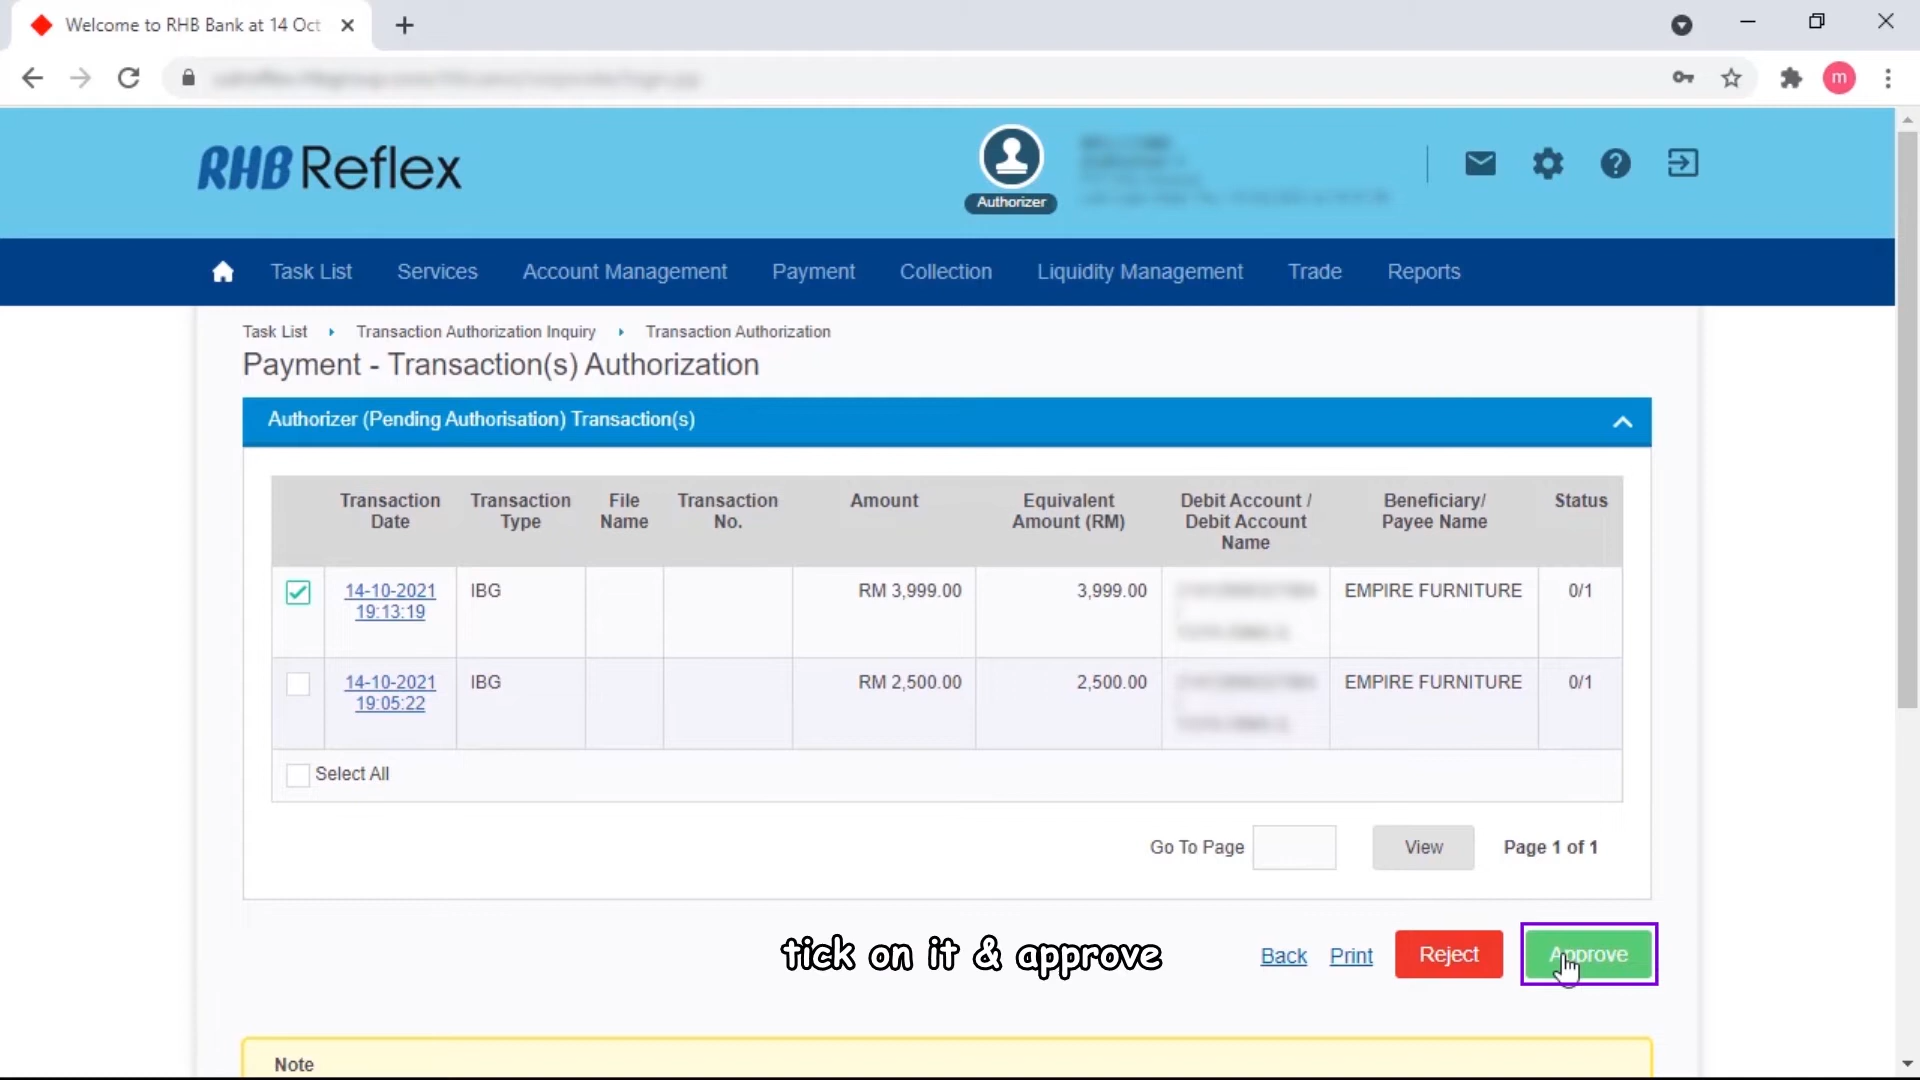 Welcome to RHB Bank at 14 Oct
m
RHB Reflex
Authorizer
Task List Services Account Management Payment Collection Liquidity Management Trade Reports
Task List Transaction Authorization Inquiry Transaction Authorization
Payment - Transaction(s) Authorization
Authorizer (Pending Authorisation) Transaction(s)
Transaction Date Transaction Type File Name Transaction No. Amount Equivalent Amount (RM) Debit Account / Debit Account Name Beneficiary/ Payee Name Status
14-10-2021 19:13:19 IBG RM 3,999.00 3,999.00 EMPIRE FURNITURE 0/1
14-10-2021 19:05:22 IBG RM 2,500.00 2,500.00 EMPIRE FURNITURE 0/1
Select All
Go To Page View Page 1 of 1
tick on it & approve
Back Print Reject Approve
Note